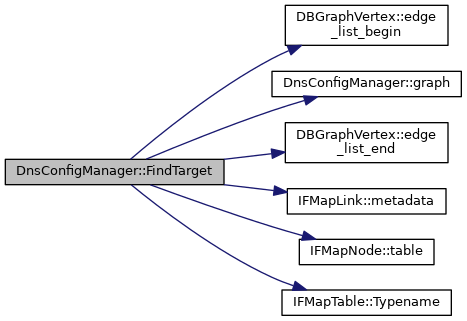 DnsConfigManager::FindTarget
DBGraphVertex::edge
_list_begin
DnsConfigManager::graph
DBGraphVertex::edge
_list_end
IFMapLink::metadata
IFMapNode::table
IFMapTable::Typename